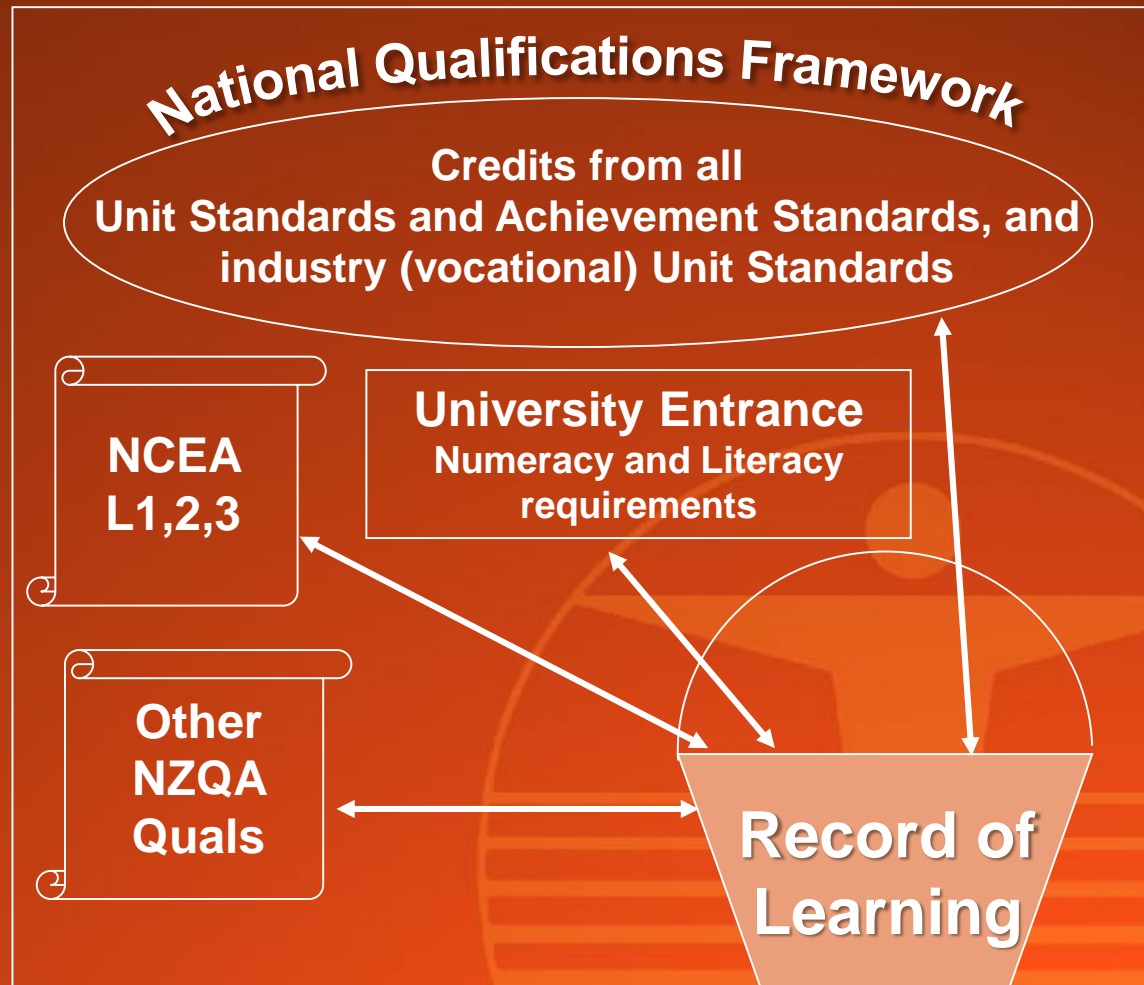 National Qualifications Framework
Credits from all
Unit Standards and Achievement Standards, and
industry (vocational) Unit Standards
NCEA
L1,2,3
University Entrance
Numeracy and Literacy
requirements
Other
NZQA
Quals
Record of
Learning